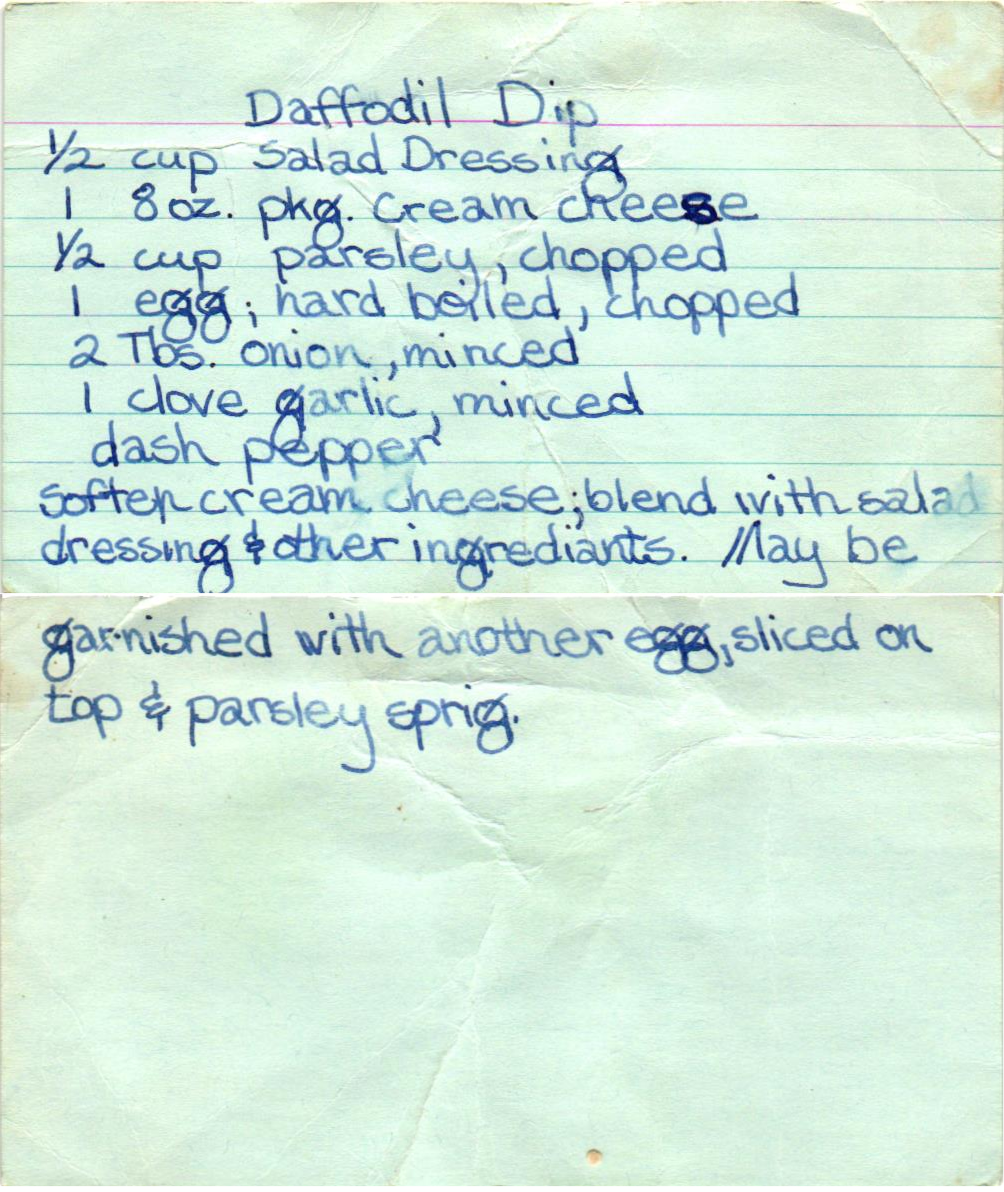 Daffodil Dip
1/2 cup Salad Dressing
1 8 oz. pkg. cream cheese
1/2 cup parsley, chopped
1 egg; hard boiled, chopped
2 Tbs. onion, minced
1 clove garlic, minced
dash pepper
soften cream cheese; blend with salad
dressing & other ingrediants. May be
garnished with another egg, sliced on
top & parsley sprig.